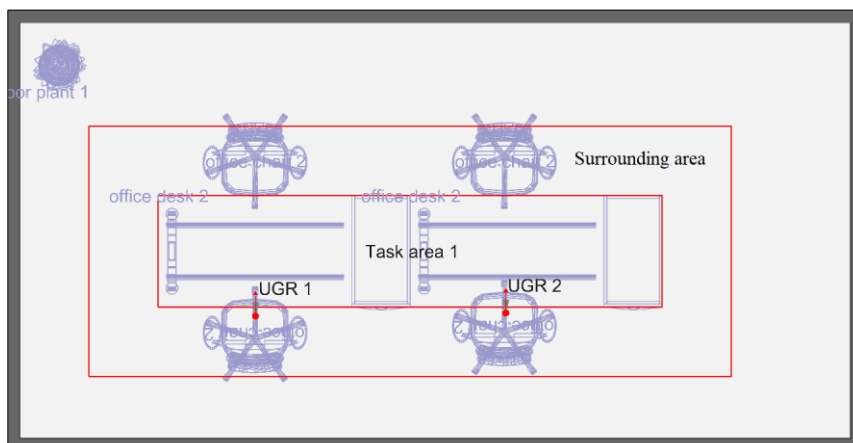 oor plant 1
office chair 2
office chair 2
Surrounding area
office desk 2
office desk 2
Task area 1
UGR 1
UGR 2
office chair 2
office chair 2